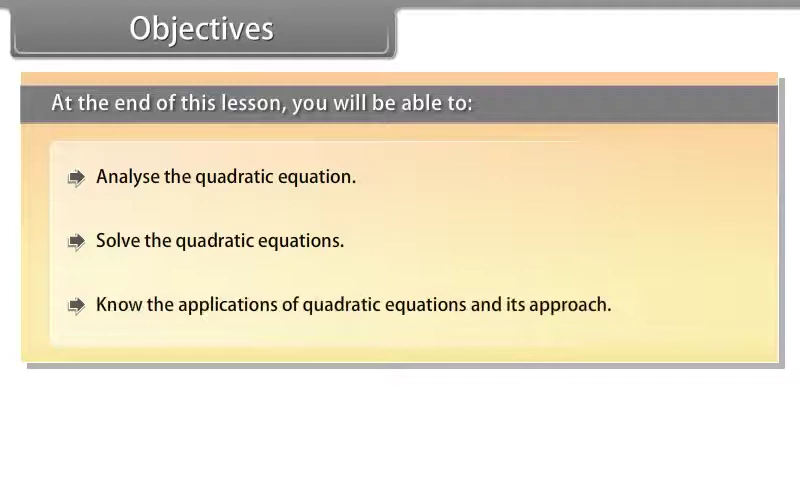 Objectives
At the end of this lesson, you will be able to:
Analyse the quadratic equation.
Solve the quadratic equations.
Know the applications of quadratic equations and its approach.